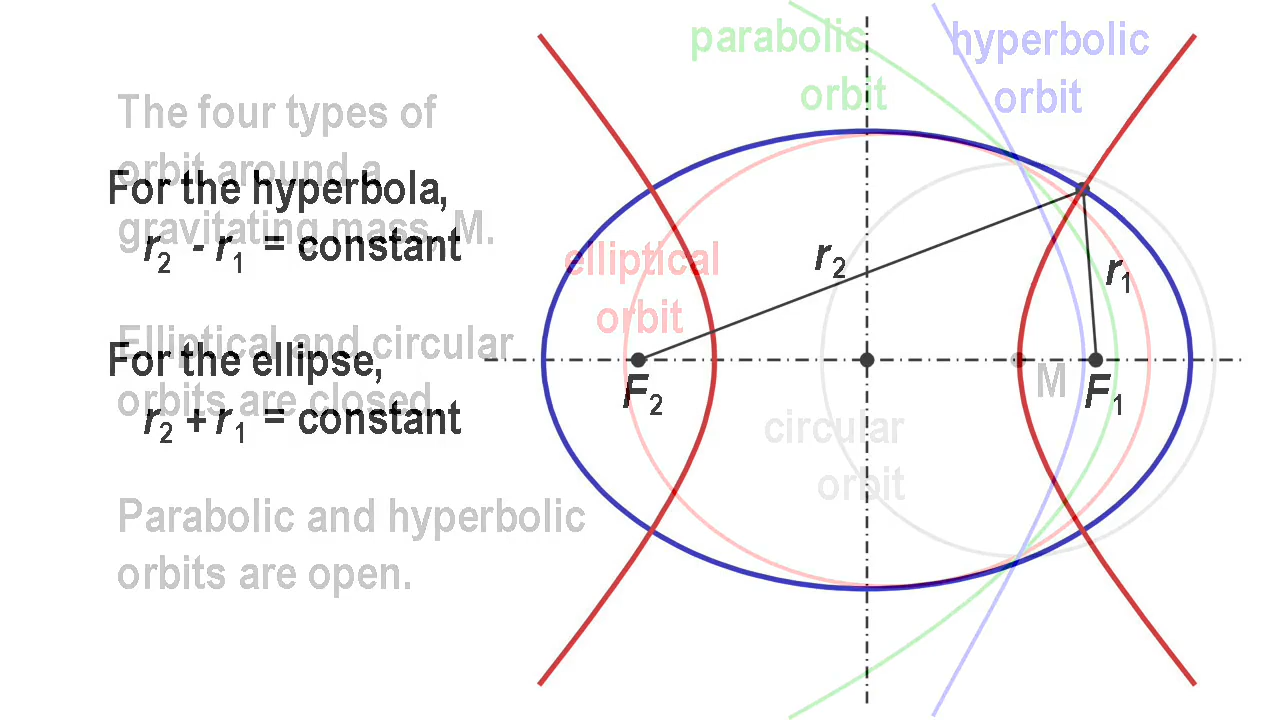 The four types of
orbit around a
gravitating mass, M.
Elliptical and circular
orbits are closed.
Parabolic and hyperbolic
orbits are open.
For the hyperbola,
r2 - r1 = constant
For the ellipse,
r2 + r1 = constant
parabolic
orbit
hyperbolic
orbit
elliptical
orbit
circular
orbit
r2
r1
F2
M
F1